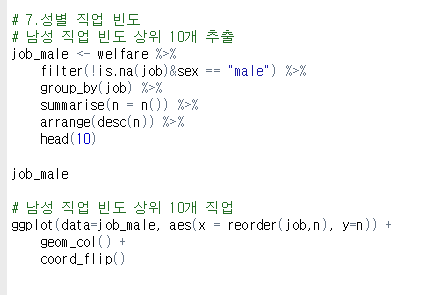 # 7.성별 직업 빈도
# 남성 직업 빈도 상위 10개 추출
job_male <- welfare %>%
filter(!is.na(job)&sex == "male") %>%
group_by(job) %>%
summarise(n = n()) %>%
arrange(desc(n)) %>%
head(10)
job_male
# 남성 직업 빈도 상위 10개 직업
ggplot(data=job_male, aes(x = reorder(job,n), y=n)) +
geom_col() +
coord_flip()